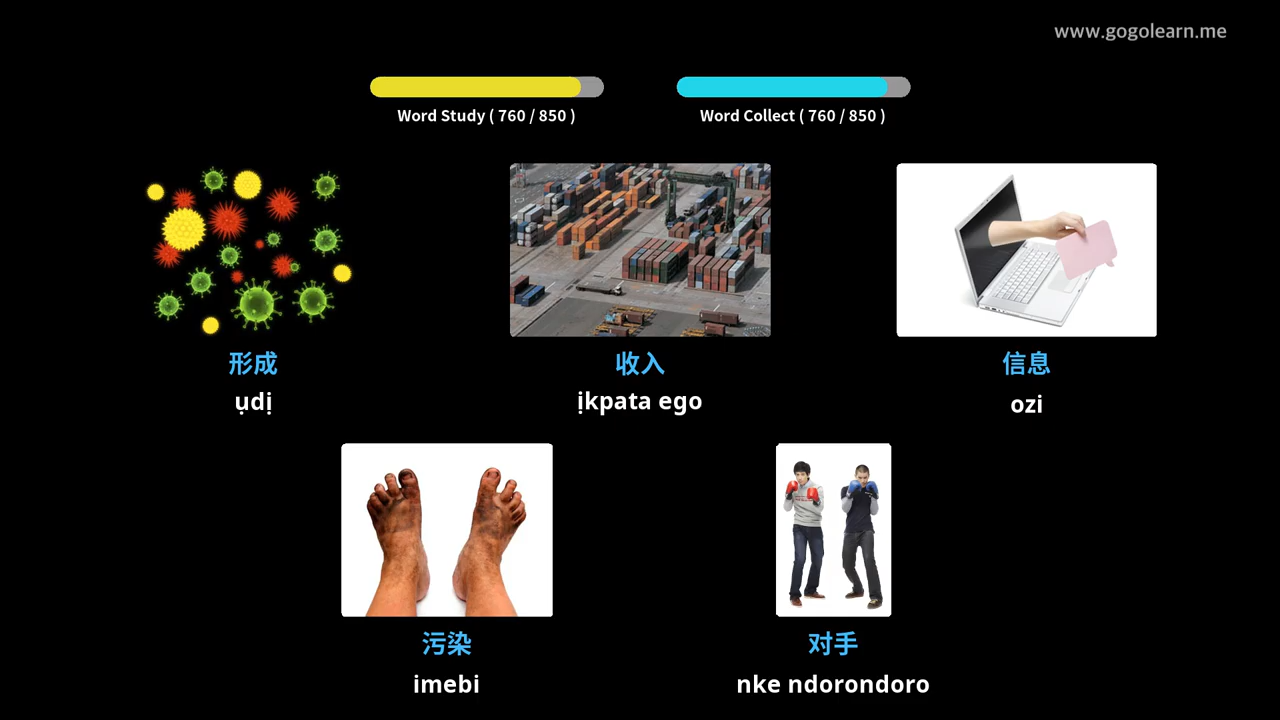 www.gogolearn.me
Word Study ( 760 / 850 )
Word Collect ( 760 / 850 )
形成
ụdị
收入
ịkpata ego
信息
ozi
污染
imebi
对手
nke ndorondoro